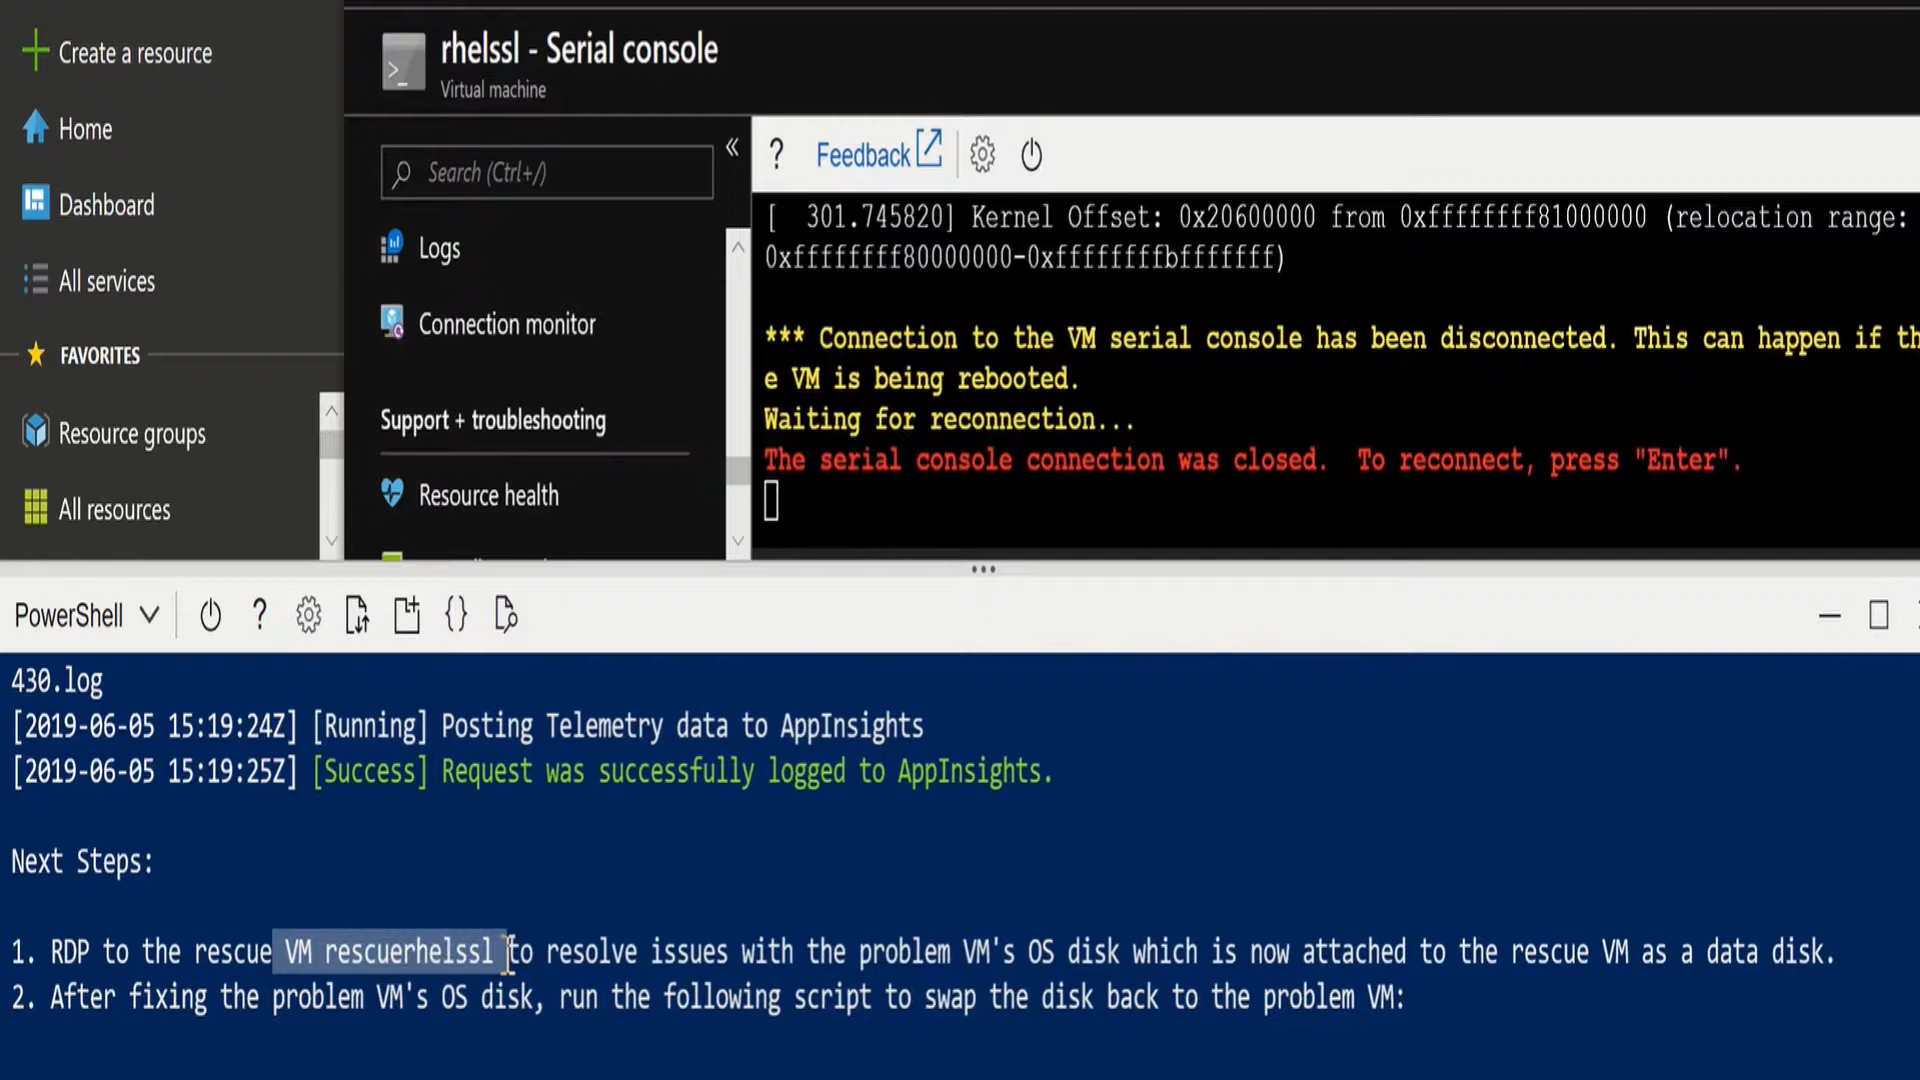 Create a resource
Home
Dashboard
All services
FAVORITES
Resource groups
All resources
rhelssl - Serial console
Virtual machine
Search (Ctrl+/)
«
Logs
Connection monitor
Support + troubleshooting
Resource health
? Feedback
[  301.745820] Kernel Offset: 0x20600000 from 0xffffffff81000000 (relocation range:
0xffffffff80000000-0xffffffffbfffffff)
*** Connection to the VM serial console has been disconnected. This can happen if th
e VM is being rebooted.
Waiting for reconnection...
The serial console connection was closed.  To reconnect, press "Enter".
PowerShell ? {}
430.log
[2019-06-05 15:19:24Z] [Running] Posting Telemetry data to AppInsights
[2019-06-05 15:19:25Z] [Success] Request was successfully logged to AppInsights.
Next Steps:
1. RDP to the rescue VM rescuerhelssl to resolve issues with the problem VM's OS disk which is now attached to the rescue VM as a data disk.
2. After fixing the problem VM's OS disk, run the following script to swap the disk back to the problem VM: